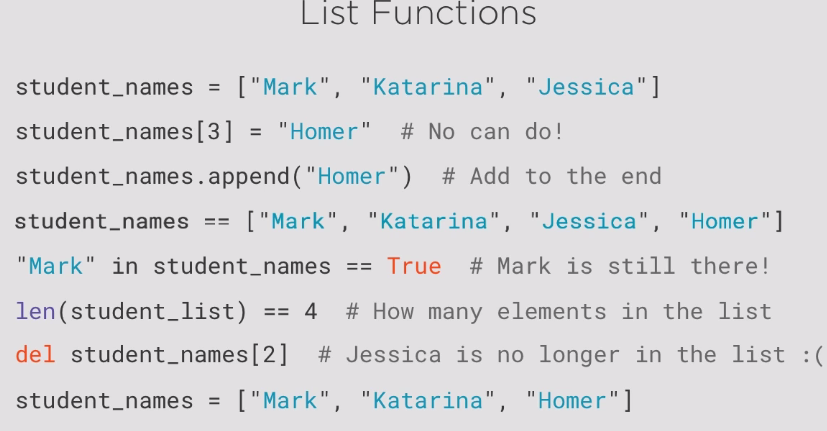 List Functions
student_names = ["Mark", "Katarina", "Jessica"]
student_names[3] = "Homer"  # No can do!
student_names.append("Homer")  # Add to the end
student_names == ["Mark", "Katarina", "Jessica", "Homer"]
"Mark" in student_names == True  # Mark is still there!
len(student_list) == 4  # How many elements in the list
del student_names[2]  # Jessica is no longer in the list :(
student_names = ["Mark", "Katarina", "Homer"]